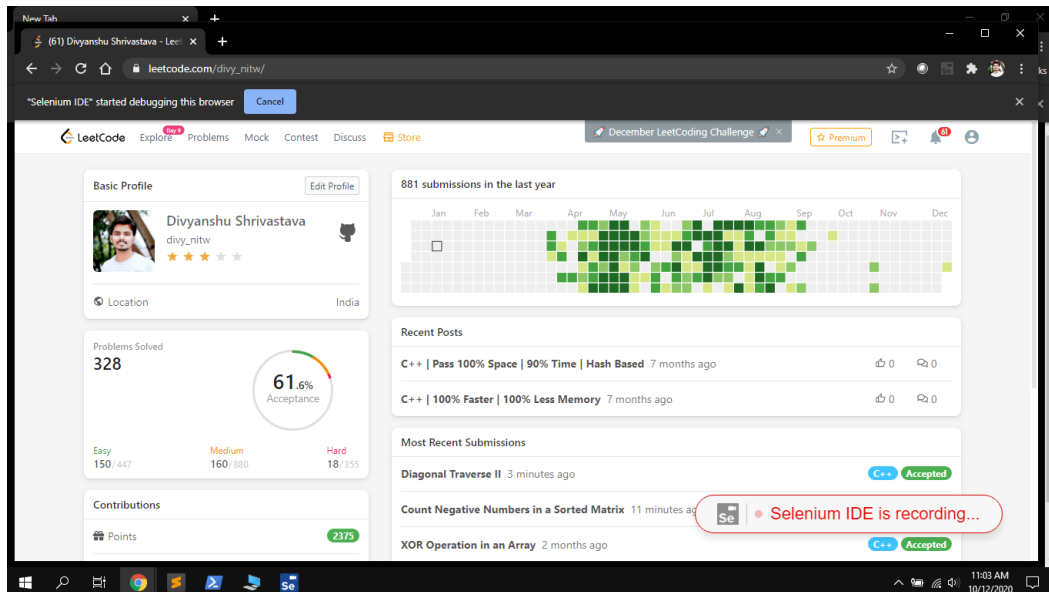 New Tab
(61) Divyanshu Shrivastava - Leet
leetcode.com/divy_nitw/
ks
"Selenium IDE" started debugging this browser Cancel
LeetCode Explore Day 9 Problems Mock Contest Discuss Store December LeetCoding Challenge Premium 61
Basic Profile Edit Profile
Divyanshu Shrivastava
divy_nitw
Location India
Problems Solved
328
61.6%
Acceptance
Easy Medium Hard
150/447 160/880 18/355
Contributions
Points 2375
881 submissions in the last year
Jan Feb Mar Apr May Jun Jul Aug Sep Oct Nov Dec
Recent Posts
C++ | Pass 100% Space | 90% Time | Hash Based 7 months ago 0 0
C++ | 100% Faster | 100% Less Memory 7 months ago 0 0
Most Recent Submissions
Diagonal Traverse II 3 minutes ago C++ Accepted
Count Negative Numbers in a Sorted Matrix 11 minutes ag
XOR Operation in an Array 2 months ago C++ Accepted
Se Selenium IDE is recording...
Se
11:03 AM
10/12/2020